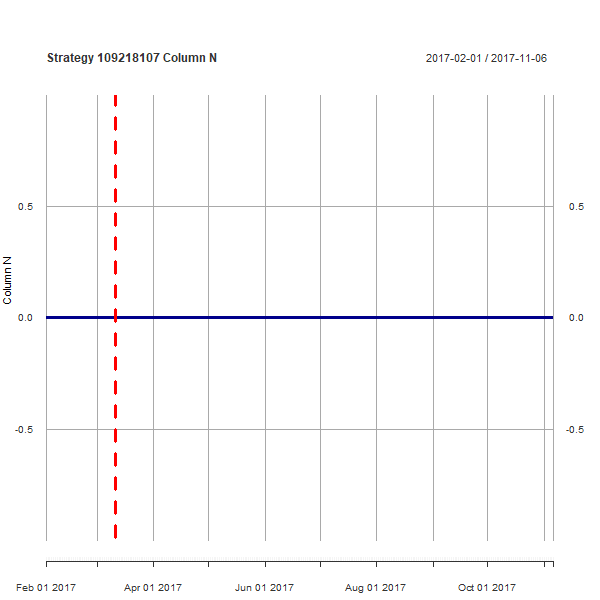 Strategy 109218107 Column N
2017-02-01 / 2017-11-06
0.5
0.5
Column N
0.0
0.0
-0.5
-0.5
Feb 01 2017
Apr 01 2017
Jun 01 2017
Aug 01 2017
Oct 01 2017